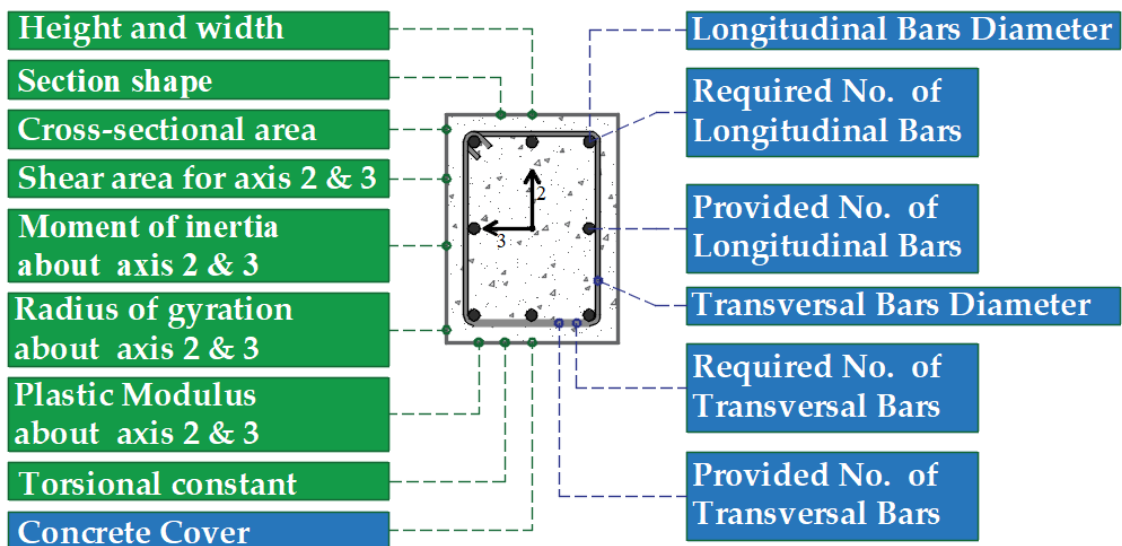 Height and width
Section shape
Cross-sectional area
Shear area for axis 2 & 3
Moment of inertia
about axis 2 & 3
Radius of gyration
about axis 2 & 3
Plastic Modulus
about axis 2 & 3
Torsional constant
Concrete Cover
2
3
Longitudinal Bars Diameter
Required No. of
Longitudinal Bars
Provided No. of
Longitudinal Bars
Transversal Bars Diameter
Required No. of
Transversal Bars
Provided No. of
Transversal Bars